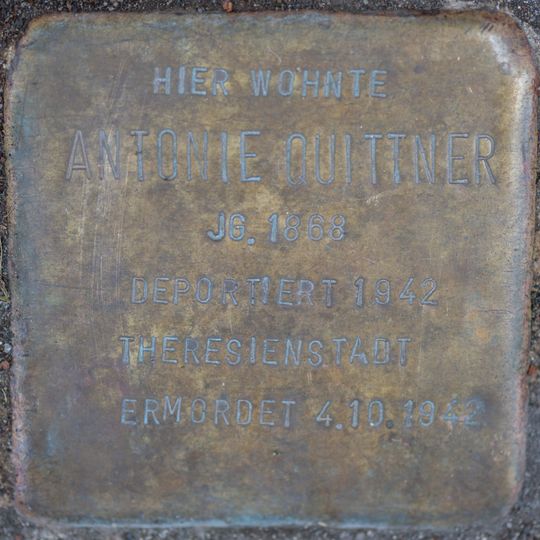 HIER WOHNTE
ANTONIE QUITTNER
JG. 1868
DEPORTIERT 1942
THERESIENSTADT
ERMORDET 4.10.1942